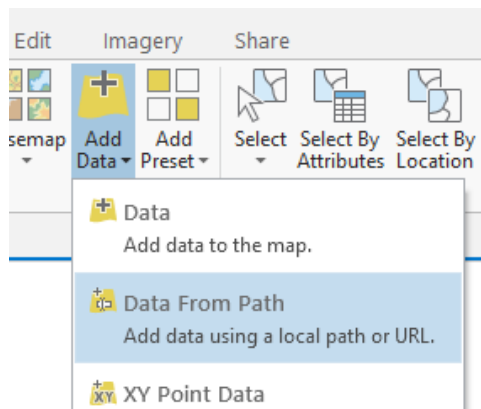 Edit Imagery Share
semap Add Data Add Preset Select Select By Attributes Select By Location
Data
Add data to the map.
Data From Path
Add data using a local path or URL.
XY XY Point Data